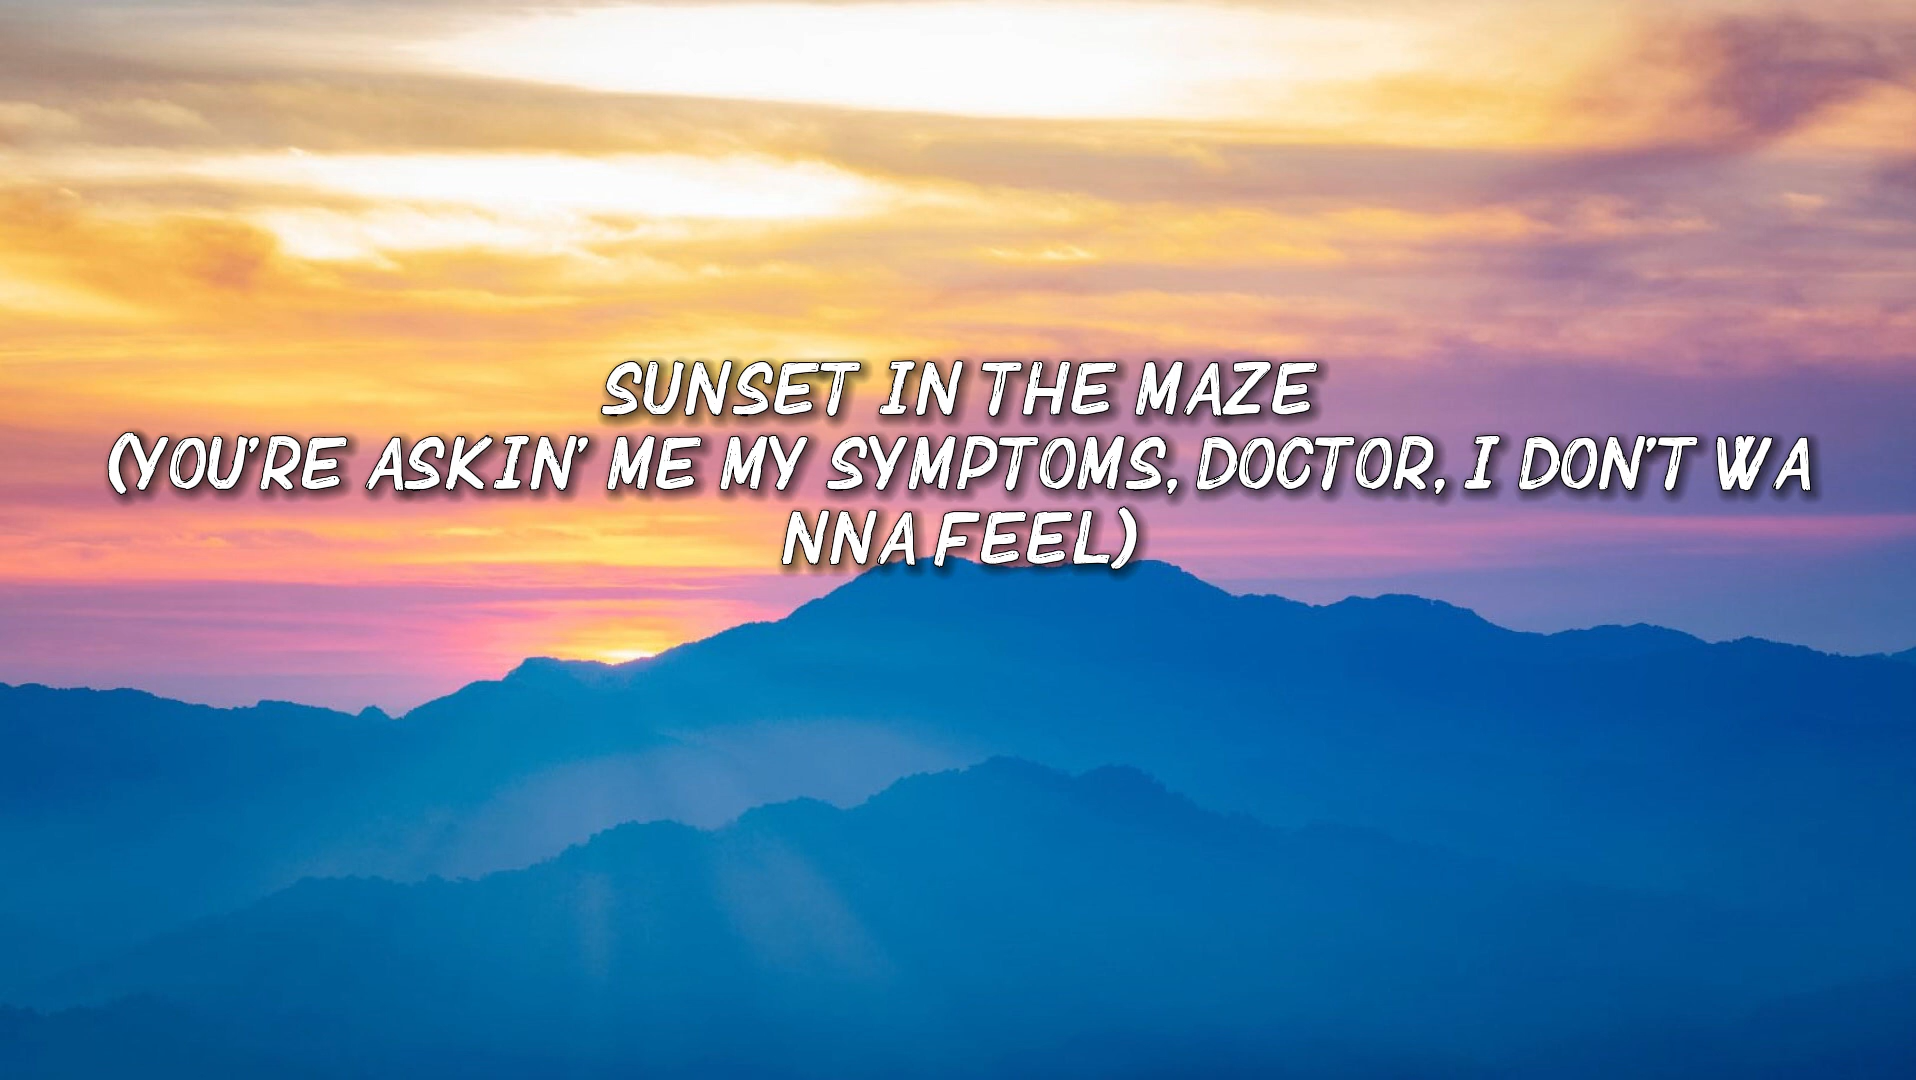 SUNSET IN THE MAZE
(YOU'RE ASKIN' ME MY SYMPTOMS, DOCTOR, I DON'T WA
NNA FEEL)